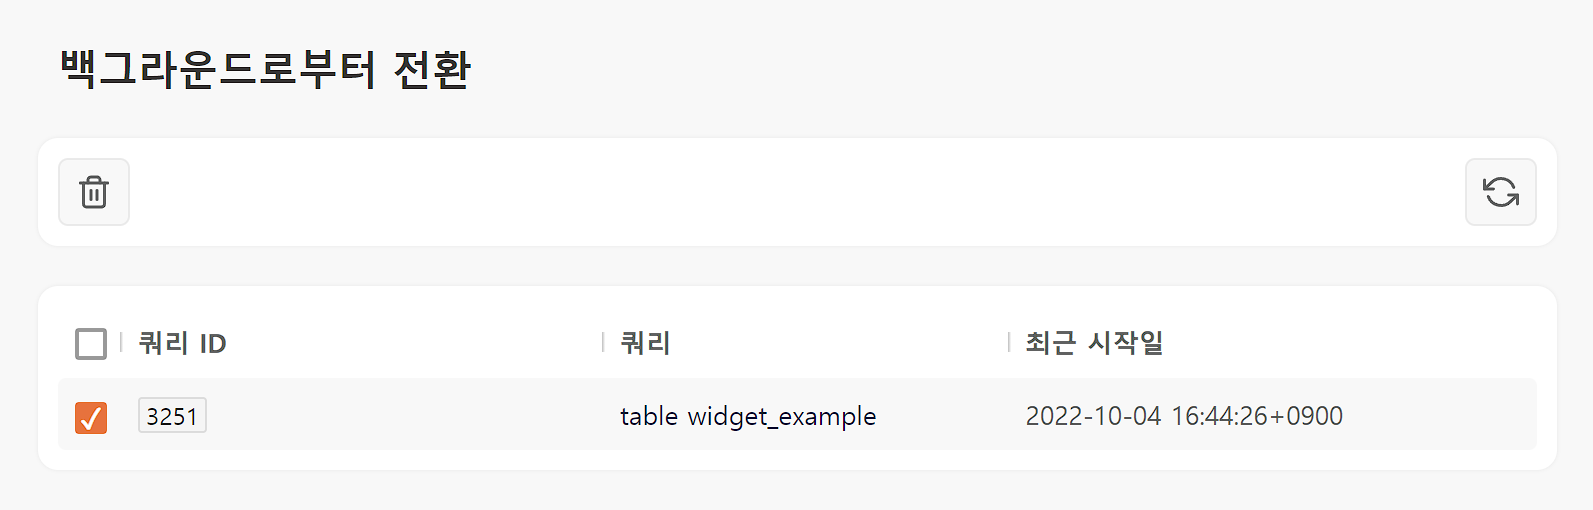 백그라운드로부터 전환
쿼리 ID 쿼리 최근 시작일
3251 table widget_example 2022-10-04 16:44:26+0900